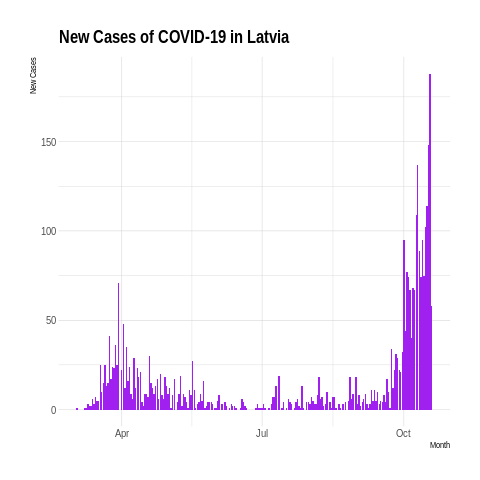 New Cases of COVID-19 in Latvia
New Cases
150
100
50
0
Apr
Jul
Oct
Month